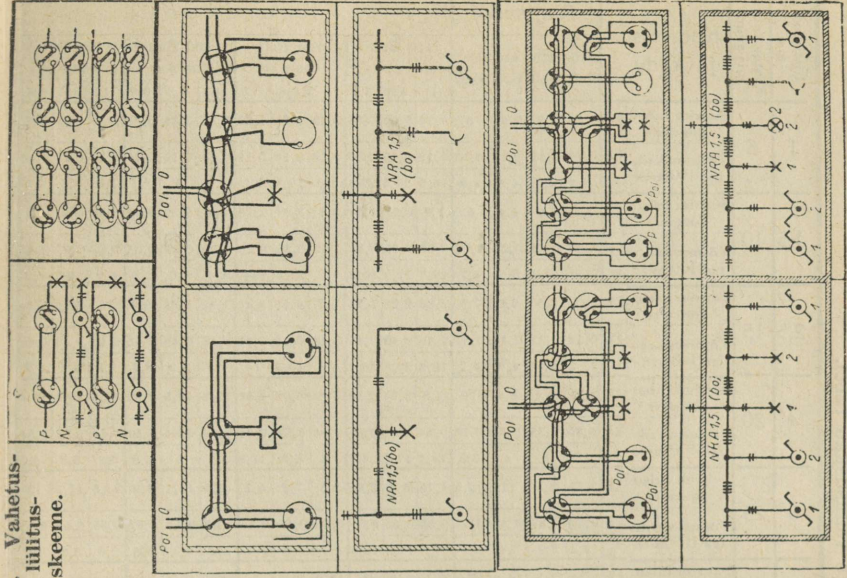 Vahetus-
lülitus-
skeeme.
P
N
P
N
Pol 0
Pol 0
NRA 1,5 (bo)
NRA 1,5
(bo)
Pol 0
Pol
Pol
Pol 0
Pol
P
NRA 1,5 (bo)
1
2
1
2
1
NRA 1,5 (bo)
1
2
1
2
2
1